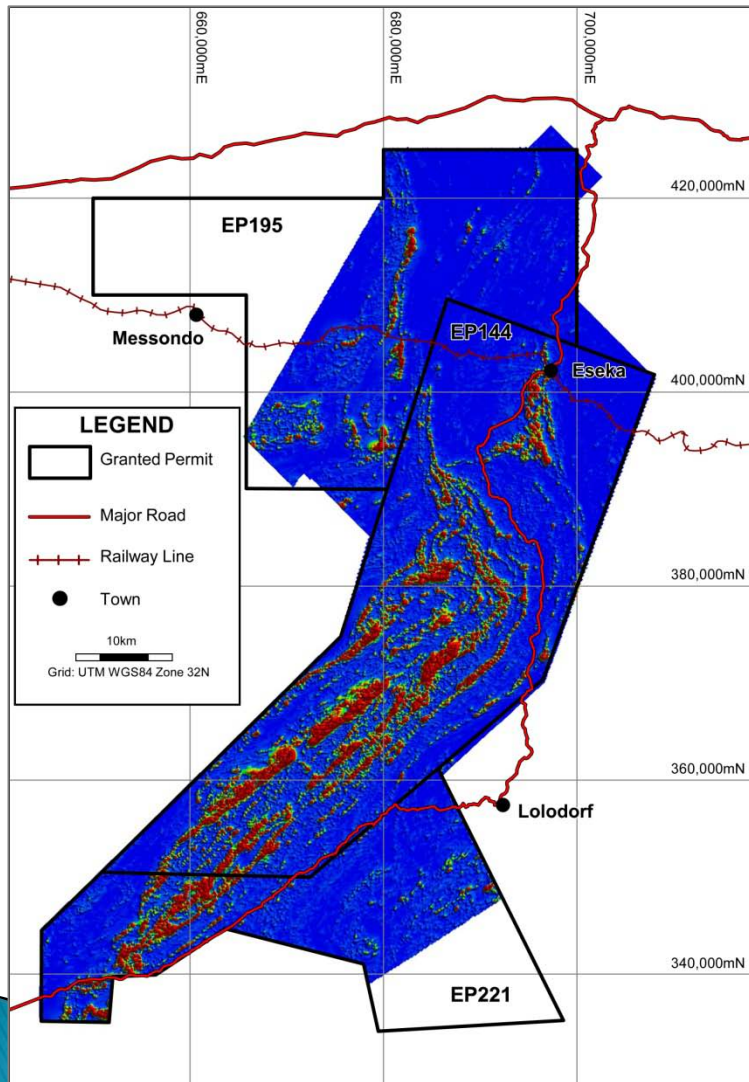 660,000mE
680,000mE
700,000mE
420,000mN
EP195
EP144
Messondo
Eseka
400,000mN
LEGEND
Granted Permit
Major Road
Railway Line
Town
10km
Grid: UTM WGS84 Zone 32N
380,000mN
360,000mN
Lolodorf
340,000mN
EP221